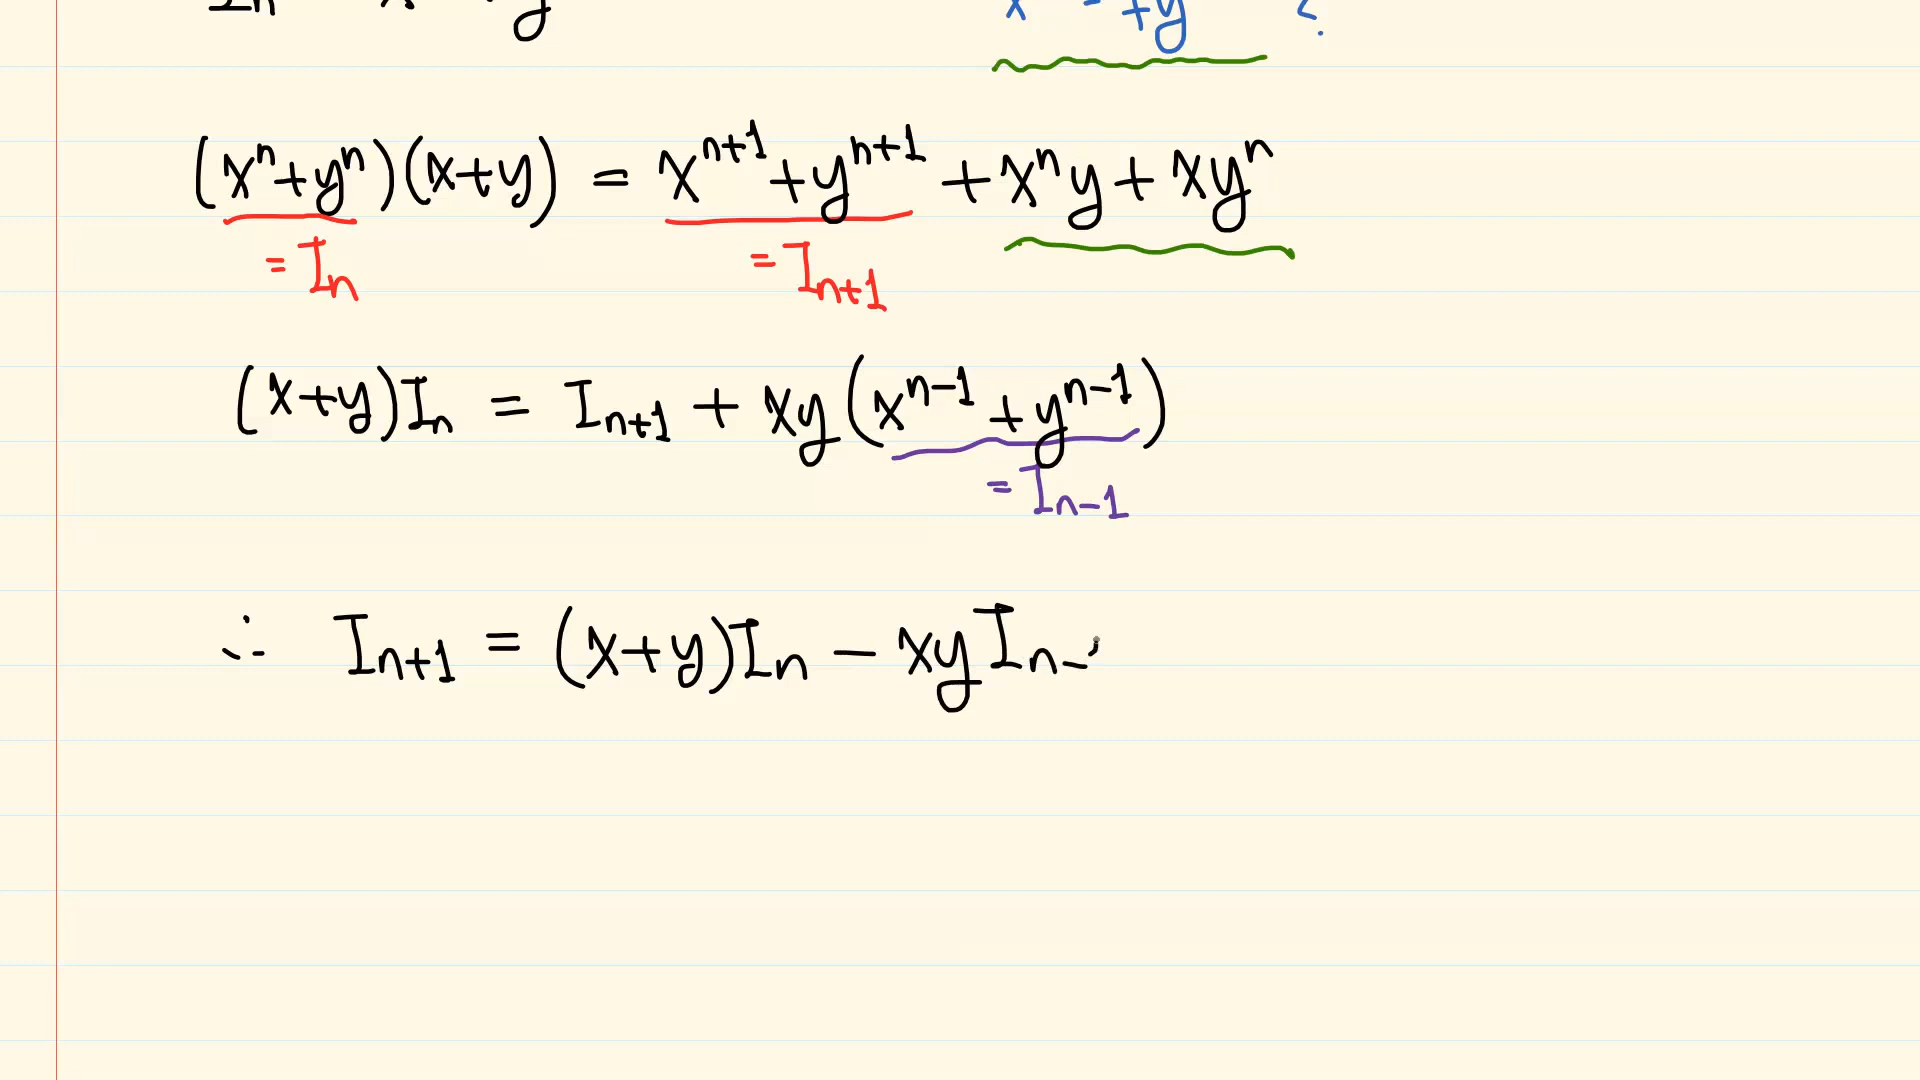 (xⁿ+yⁿ)(x+y) = xⁿ⁺¹+yⁿ⁺¹+xⁿy+xyⁿ
=Iₙ =Iₙ₊₁
(x+y)Iₙ = Iₙ₊₁ + xy(xⁿ⁻¹+yⁿ⁻¹)
=Iₙ₋₁
∴ Iₙ₊₁ = (x+y)Iₙ − xyIₙ₋